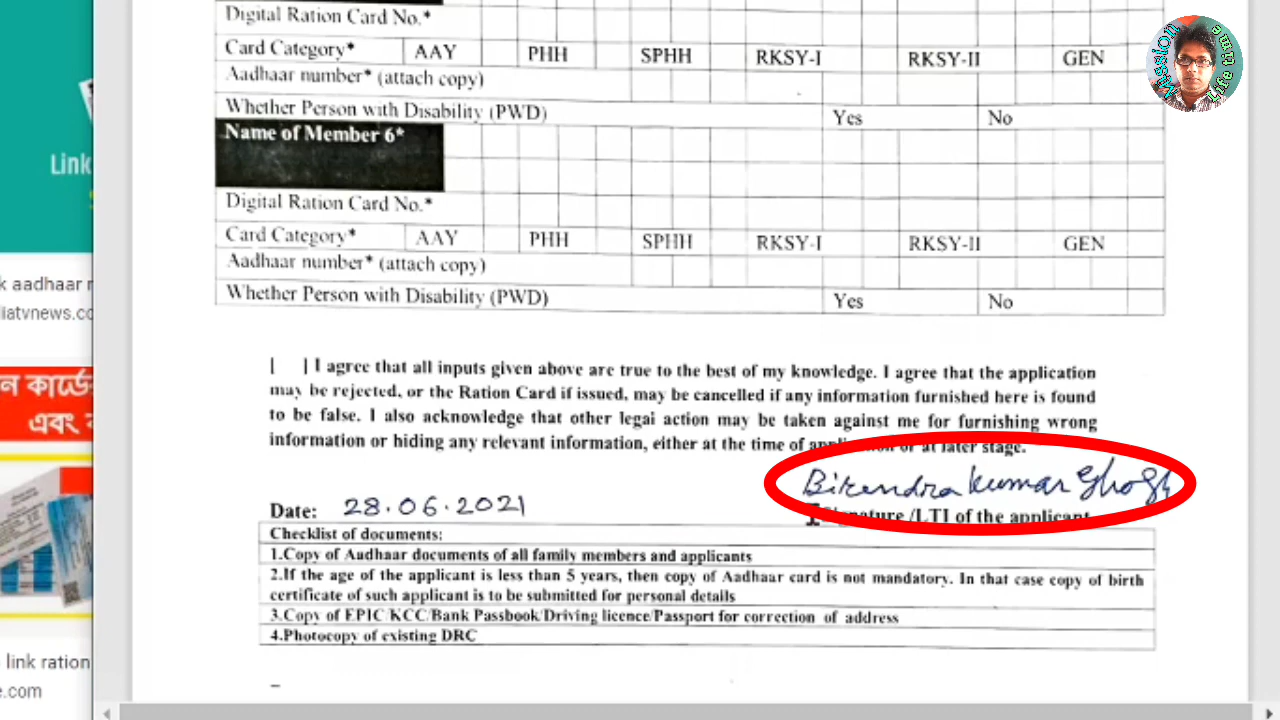 Digital Ration Card No.*
Card Category* AAY PHH SPHH RKSY-I RKSY-II GEN
Aadhaar number* (attach copy)
Whether Person with Disability (PWD) Yes No
Name of Member 6*
Digital Ration Card No.*
Card Category* AAY PHH SPHH RKSY-I RKSY-II GEN
Aadhaar number* (attach copy)
Whether Person with Disability (PWD) Yes No
[ ] I agree that all inputs given above are true to the best of my knowledge. I agree that the application
may be rejected, or the Ration Card if issued, may be cancelled if any information furnished here is found
to be false. I also acknowledge that other legal action may be taken against me for furnishing wrong
information or hiding any relevant information, either at the time of application or at later stage.
Birendra kumar Ghosh
Date: 28.06.2021
Signature /LTI of the applicant
Checklist of documents:
1.Copy of Aadhaar documents of all family members and applicants
2.If the age of the applicant is less than 5 years, then copy of Aadhaar card is not mandatory. In that case copy of birth
certificate of such applicant is to be submitted for personal details
3.Copy of EPIC/KCC/Bank Passbook/Driving licence/Passport for correction of address
4.Photocopy of existing DRC
Link
k aadhaar
link ration